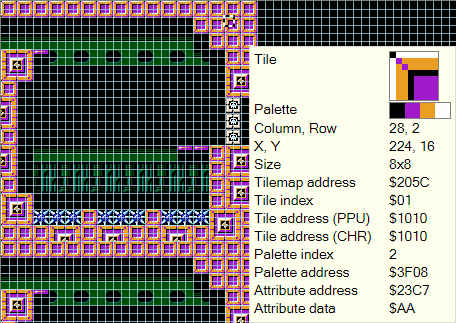 Tile
Palette
Column, Row 28, 2
X, Y 224, 16
Size 8x8
Tilemap address $205C
Tile index $01
Tile address (PPU) $1010
Tile address (CHR) $1010
Palette index 2
Palette address $3F08
Attribute address $23C7
Attribute data $AA